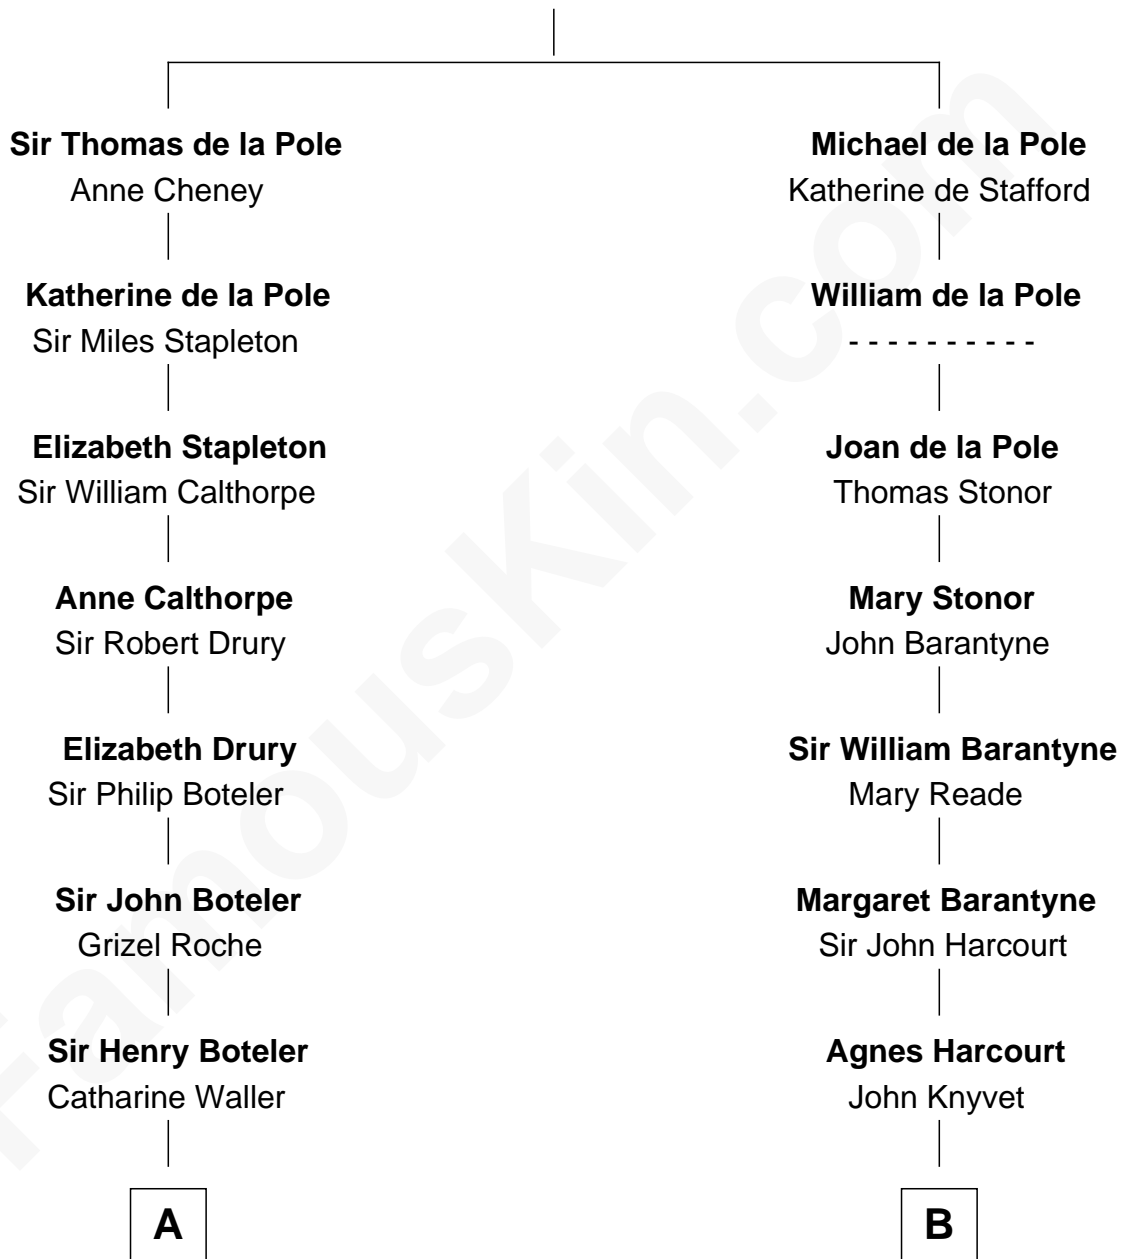 Sir Thomas de la Pole
Anne Cheney
Katherine de la Pole
Sir Miles Stapleton
Elizabeth Stapleton
Sir William Calthorpe
Anne Calthorpe
Sir Robert Drury
Elizabeth Drury
Sir Philip Boteler
Sir John Boteler
Grizel Roche
Sir Henry Boteler
Catharine Waller
A
Michael de la Pole
Katherine de Stafford
William de la Pole
- - - - - - - - - -
Joan de la Pole
Thomas Stonor
Mary Stonor
John Barantyne
Sir William Barantyne
Mary Reade
Margaret Barantyne
Sir John Harcourt
Agnes Harcourt
John Knyvet
B
FamousKin.com